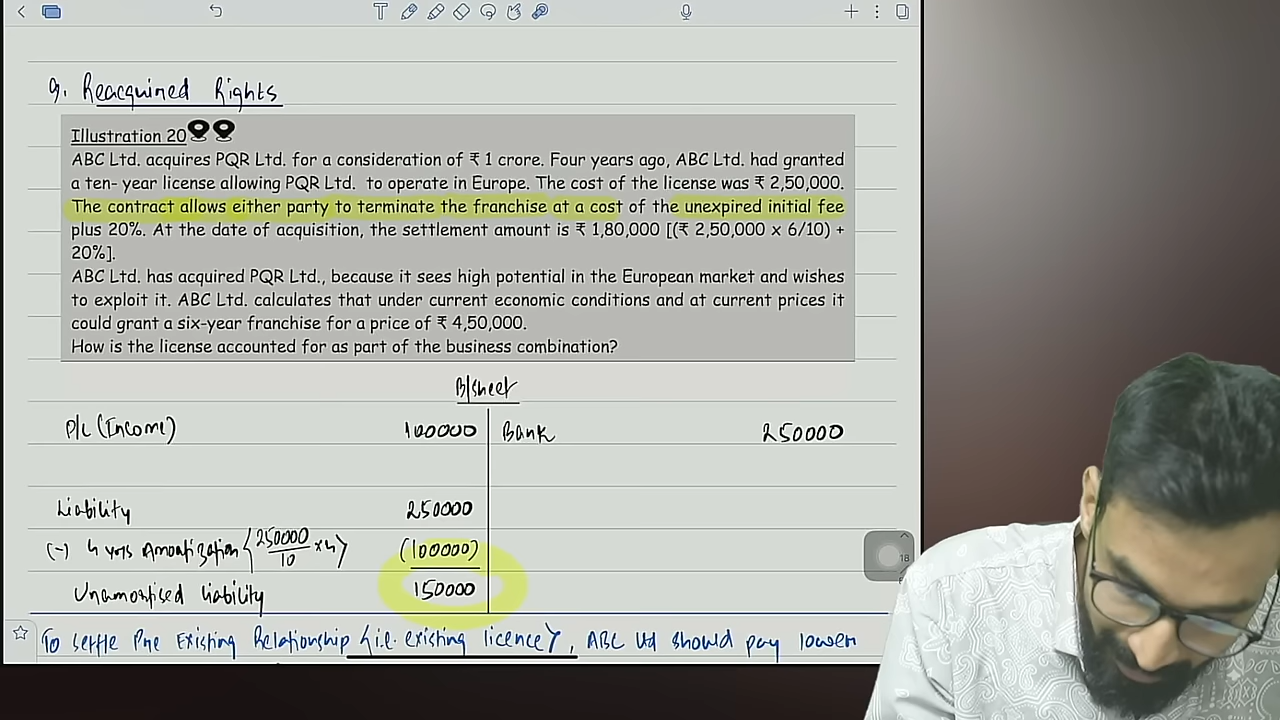 9. Reacquired Rights
Illustration 20
ABC Ltd. acquires PQR Ltd. for a consideration of ₹ 1 crore. Four years ago, ABC Ltd. had granted
a ten- year license allowing PQR Ltd. to operate in Europe. The cost of the license was ₹ 2,50,000.
The contract allows either party to terminate the franchise at a cost of the unexpired initial fee
plus 20%. At the date of acquisition, the settlement amount is ₹ 1,80,000 [(₹ 2,50,000 x 6/10) +
20%].
ABC Ltd. has acquired PQR Ltd., because it sees high potential in the European market and wishes
to exploit it. ABC Ltd. calculates that under current economic conditions and at current prices it
could grant a six-year franchise for a price of ₹ 4,50,000.
How is the license accounted for as part of the business combination?
B/sheet
P/L (Income) 100000 Bank 250000
Liability 250000
(-) 4 yrs Amortization {250000/10 x 4} (100000)
18
Unamortised liability 150000
To settle Pre Existing Relationship {i.e. existing licence}, ABC Ltd should pay lower